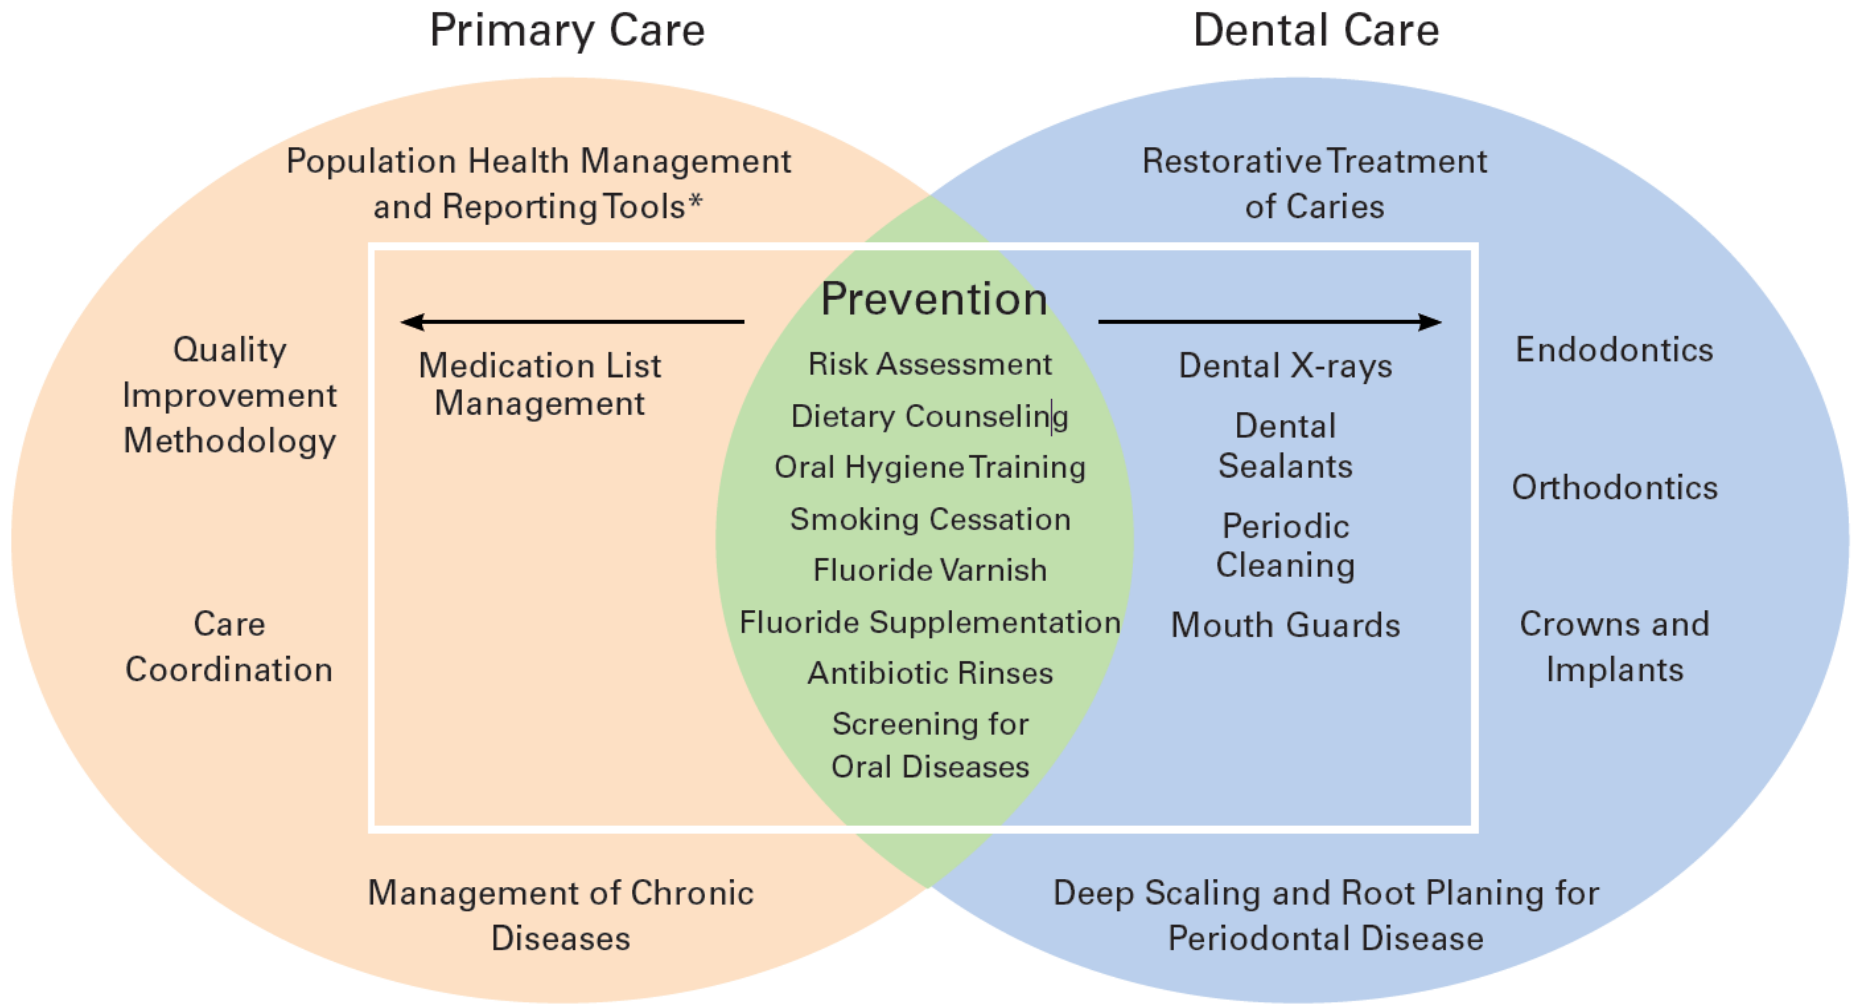 Primary Care
Dental Care
Population Health Management
and Reporting Tools*
Restorative Treatment
of Caries
Prevention
Quality
Improvement
Methodology
Care
Coordination
Medication List
Management
Risk Assessment
Dietary Counseling
Oral Hygiene Training
Smoking Cessation
Fluoride Varnish
Fluoride Supplementation
Antibiotic Rinses
Screening for
Oral Diseases
Dental X-rays
Dental
Sealants
Periodic
Cleaning
Mouth Guards
Endodontics
Orthodontics
Crowns and
Implants
Management of Chronic
Diseases
Deep Scaling and Root Planing for
Periodontal Disease